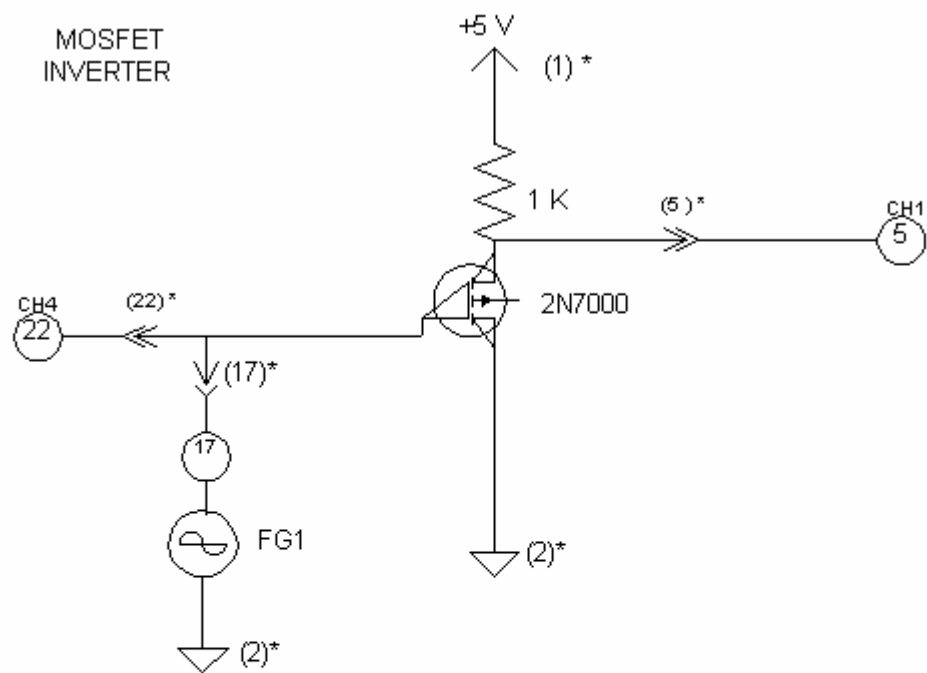 MOSFET
INVERTER
+5 V
(1) *
1 K
(5 )*
CH1
5
2N7000
CH4
22
(22)*
(17)*
17
FG1
(2)*
(2)*